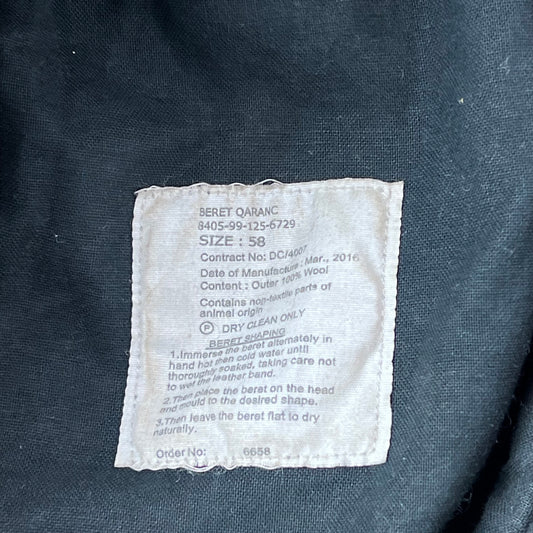 BERET QARANC
8405-99-125-6729
SIZE : 58
Contract No: DC/4007
Date of Manufacture : Mar., 2016
Content : Outer 100% Wool
Contains non-textile parts of
animal origin
P DRY CLEAN ONLY
BERET SHAPING
1.Immerse the beret alternately in
hand hot then cold water until
thoroughly soaked, taking care not
to wet the leather band.
2.Then place the beret on the head
and mould to the desired shape.
3.Then leave the beret flat to dry
naturally.
Order No: 6658